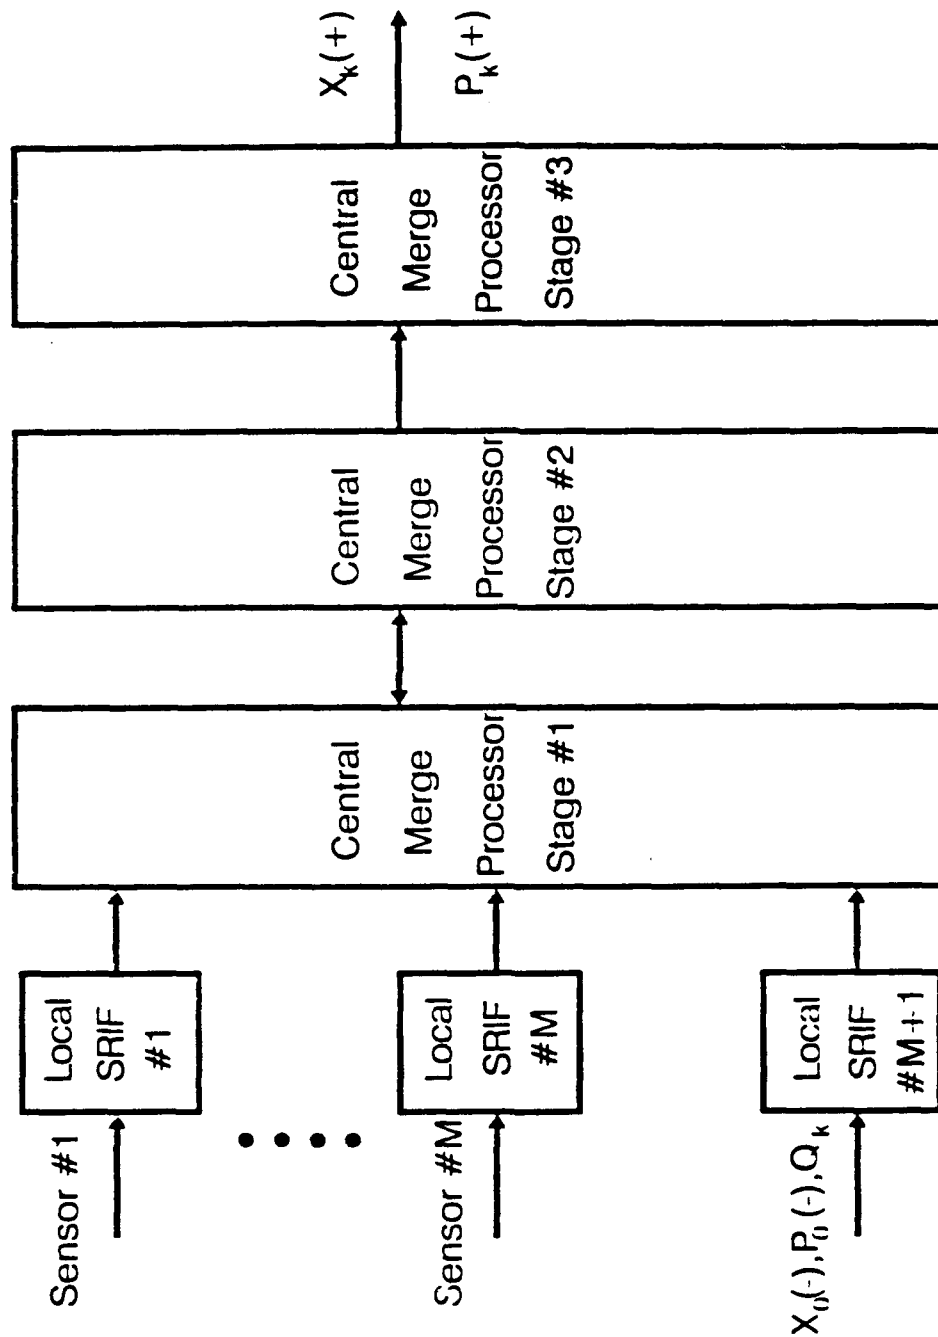 Sensor #1
Local
SRIF
#1
Sensor #M
Local
SRIF
#M
X₀(-),P₀(-),Qₖ
Local
SRIF
#M+1
Central
Merge
Processor
Stage #1
Central
Merge
Processor
Stage #2
Central
Merge
Processor
Stage #3
Xₖ(+)
Pₖ(+)